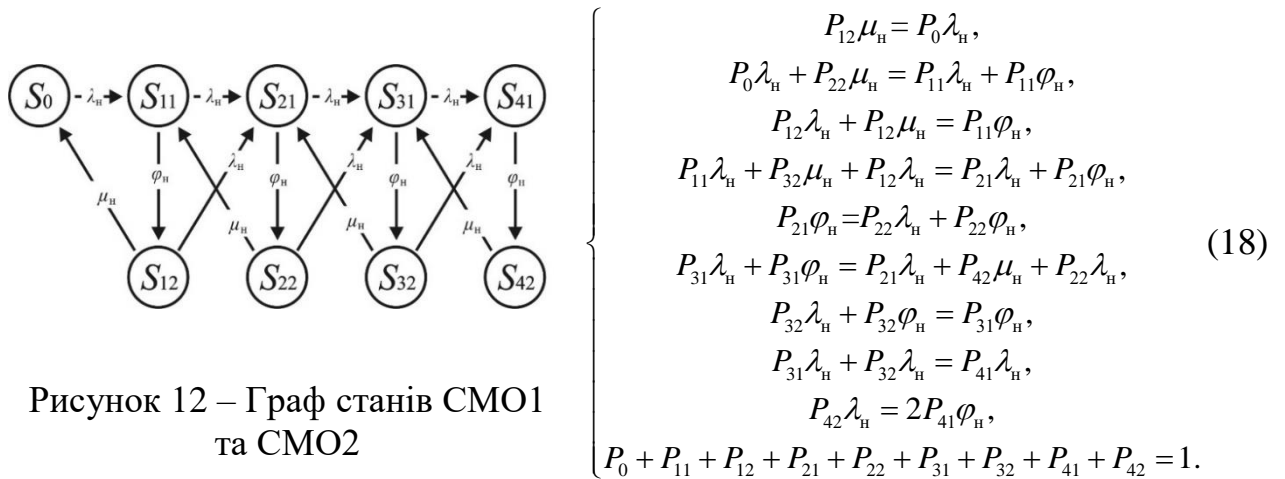 S₀ - λн → S₁₁ - λн → S₂₁ - λн → S₃₁ - λн → S₄₁
μн φн λн μн φн λн μн φн λн μн φн
S₁₂ S₂₂ S₃₂ S₄₂
Рисунок 12 – Граф станів СМО1
та СМО2
P₁₂μн = P₀λн,
P₀λн + P₂₂μн = P₁₁λн + P₁₁φн,
P₁₂λн + P₁₂μн = P₁₁φн,
P₁₁λн + P₃₂μн + P₁₂λн = P₂₁λн + P₂₁φн,
P₂₁φн = P₂₂λн + P₂₂φн,
P₃₁λн + P₃₁φн = P₂₁λн + P₄₂μн + P₂₂λн,
P₃₂λн + P₃₂φн = P₃₁φн,
P₃₁λн + P₃₂λн = P₄₁λн,
P₄₂λн = 2P₄₁φн,
P₀ + P₁₁ + P₁₂ + P₂₁ + P₂₂ + P₃₁ + P₃₂ + P₄₁ + P₄₂ = 1.
(18)